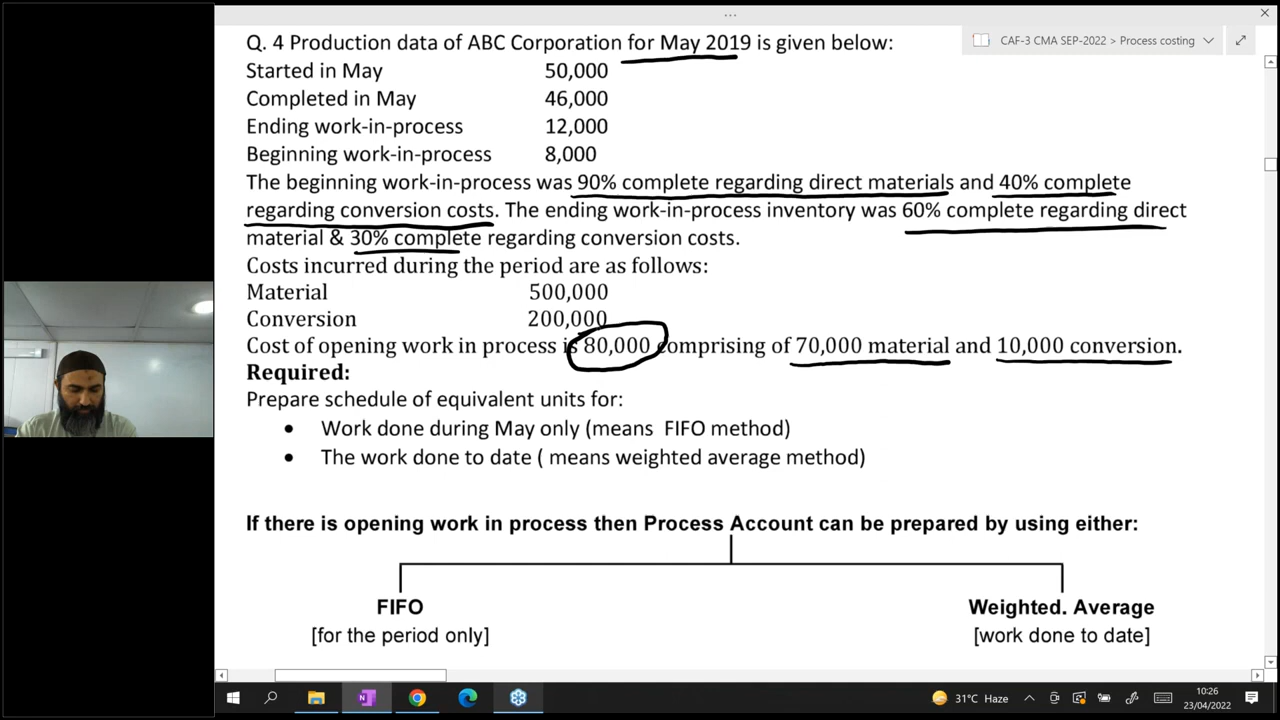 Q. 4 Production data of ABC Corporation for May 2019 is given below:
CAF-3 CMA SEP-2022 > Process costing
Started in May 50,000
Completed in May 46,000
Ending work-in-process 12,000
Beginning work-in-process 8,000
The beginning work-in-process was 90% complete regarding direct materials and 40% complete
regarding conversion costs. The ending work-in-process inventory was 60% complete regarding direct
material & 30% complete regarding conversion costs.
Costs incurred during the period are as follows:
Material 500,000
Conversion 200,000
Cost of opening work in process is 80,000 comprising of 70,000 material and 10,000 conversion.
Required:
Prepare schedule of equivalent units for:
• Work done during May only (means FIFO method)
• The work done to date ( means weighted average method)
If there is opening work in process then Process Account can be prepared by using either:
FIFO Weighted. Average
[for the period only] [work done to date]
31°C Haze
10:26
23/04/2022